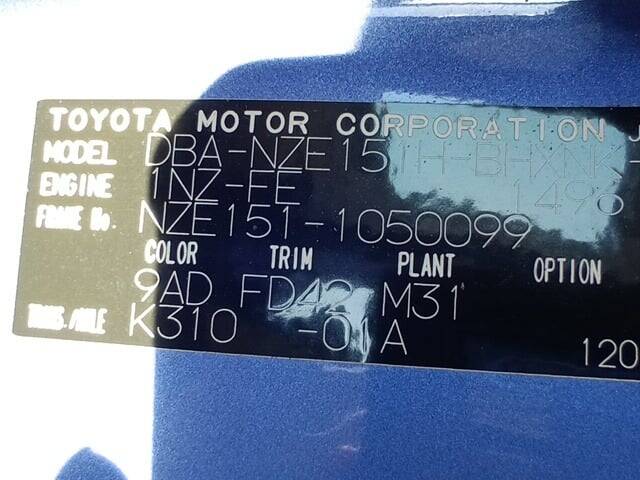 TOYOTA MOTOR CORPORATION J
MODEL DBA-NZE151H-BHXNK-
ENGINE 1NZ-FE 1496
FRAME No. NZE151-1050099
COLOR TRIM PLANT OPTION
9AD FD42 M31
TRANS./AXLE K310 -01A
120